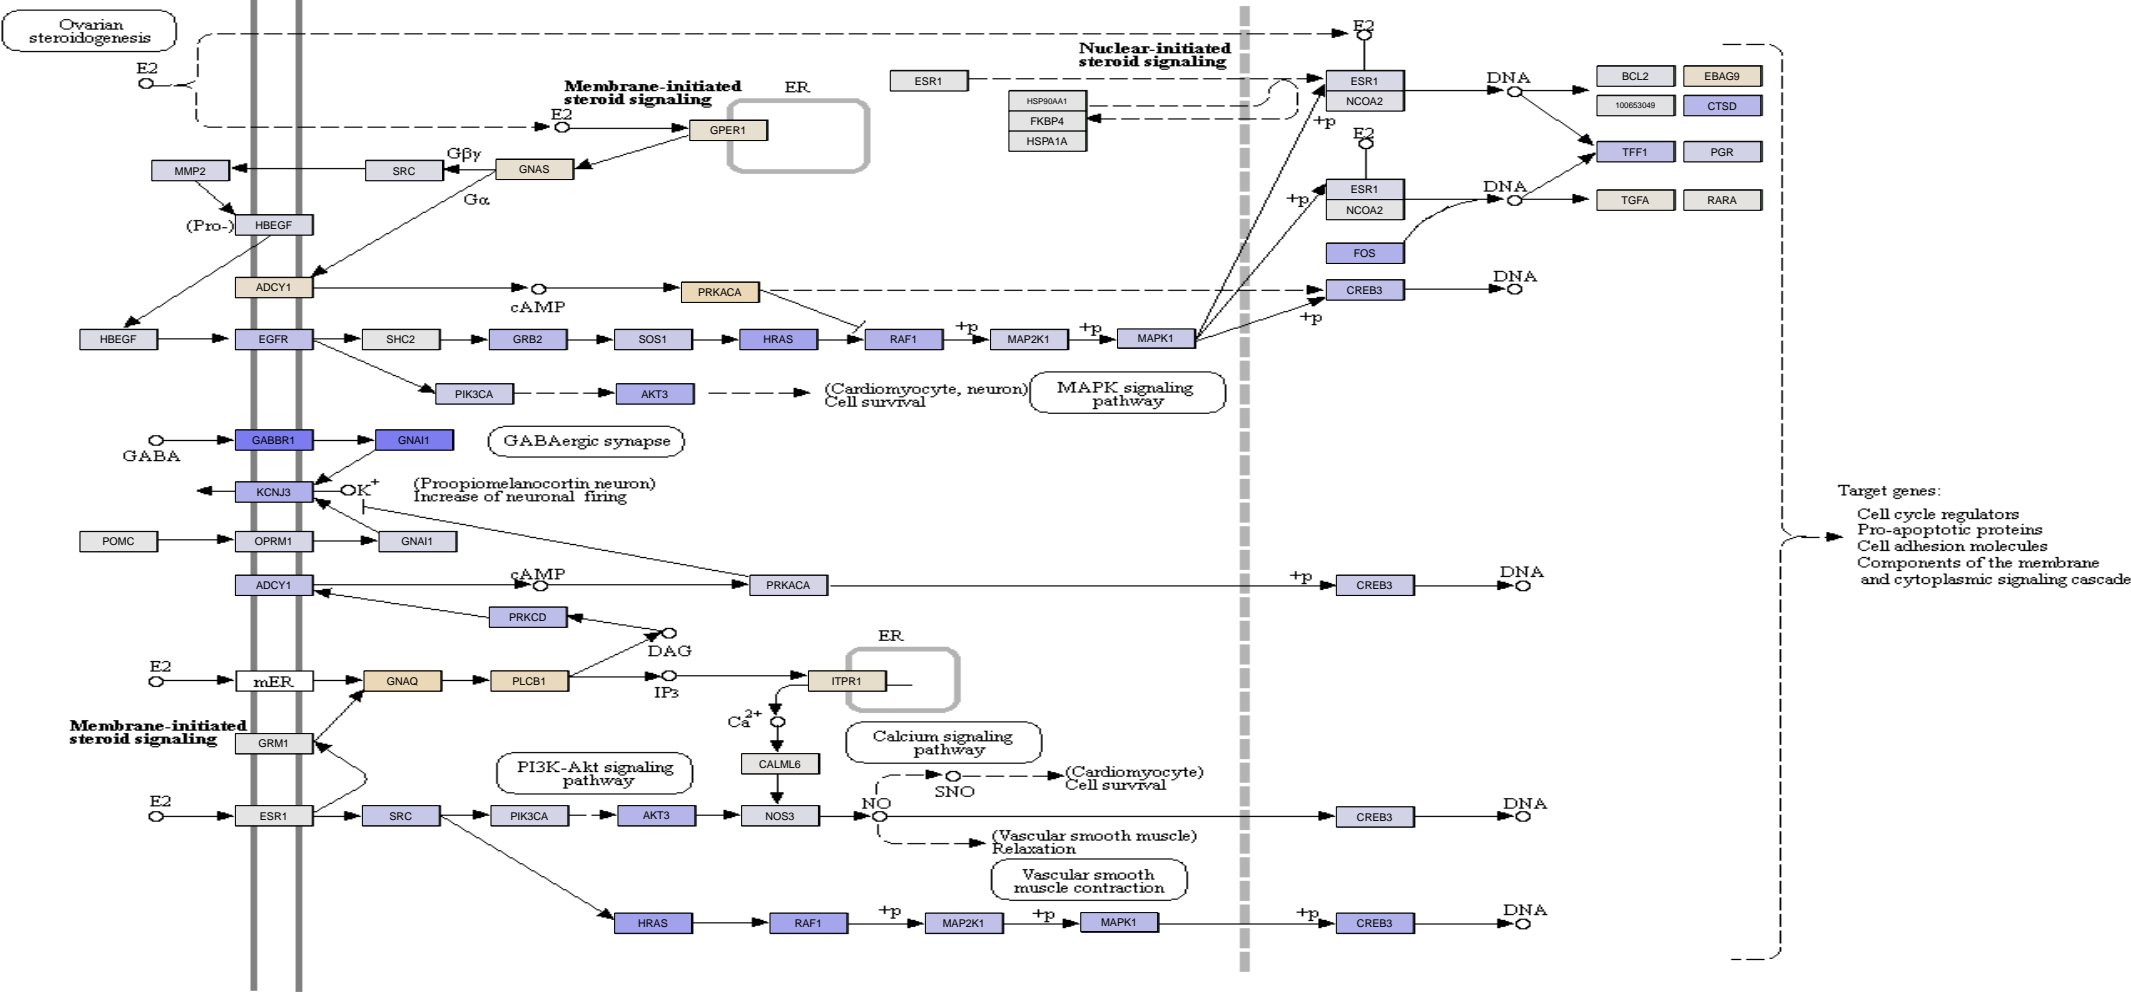 Ovarian
steroidogenesis
E2
E2
Nuclear-initiated
steroid signaling
Membrane-initiated
steroid signaling
ER
E2
GPER1
ESR1
HSP90AA1
FKBP4
HSPA1A
ESR1
NCOA2
+p
DNA
BCL2
EBAG9
100653049
CTSD
E2
TFF1
PGR
MMP2
SRC
Gβγ
GNAS
Gα
+p
ESR1
NCOA2
DNA
TGFA
RARA
(Pro-)
HBEGF
FOS
ADCY1
cAMP
PRKACA
CREB3
DNA
+p
HBEGF
EGFR
SHC2
GRB2
SOS1
HRAS
RAF1
+p
MAP2K1
+p
MAPK1
PIK3CA
AKT3
(Cardiomyocyte, neuron)
Cell survival
MAPK signaling
pathway
GABA
GABBR1
GNAI1
GABAergic synapse
KCNJ3
K+
(Proopiomelanocortin neuron)
Increase of neuronal firing
Target genes:
Cell cycle regulators
Pro-apoptotic proteins
Cell adhesion molecules
Components of the membrane
and cytoplasmic signaling cascade
POMC
OPRM1
GNAI1
ADCY1
cAMP
PRKACA
+p
CREB3
DNA
PRKCD
DAG
E2
mER
GNAQ
PLCB1
IP3
ITPR1
ER
Ca2+
Membrane-initiated
steroid signaling
GRM1
CALML6
Calcium signaling
pathway
PI3K-Akt signaling
pathway
(Cardiomyocyte)
Cell survival
SNO
E2
ESR1
SRC
PIK3CA
AKT3
NOS3
NO
CREB3
DNA
(Vascular smooth muscle)
Relaxation
Vascular smooth
muscle contraction
HRAS
RAF1
+p
MAP2K1
+p
MAPK1
+p
CREB3
DNA